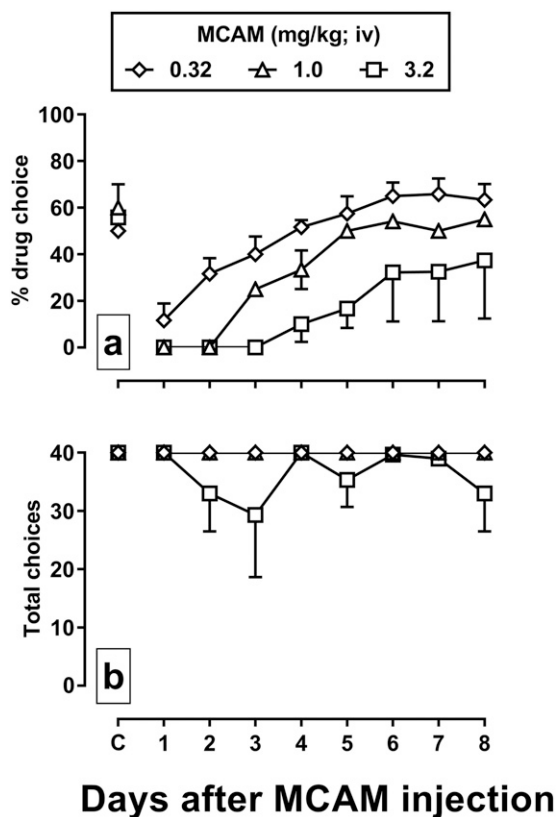 MCAM (mg/kg; iv)
0.32 1.0 3.2
100
80
60
40
20
0
% drug choice
a
40
30
20
10
0
Total choices
b
C 1 2 3 4 5 6 7 8
Days after MCAM injection